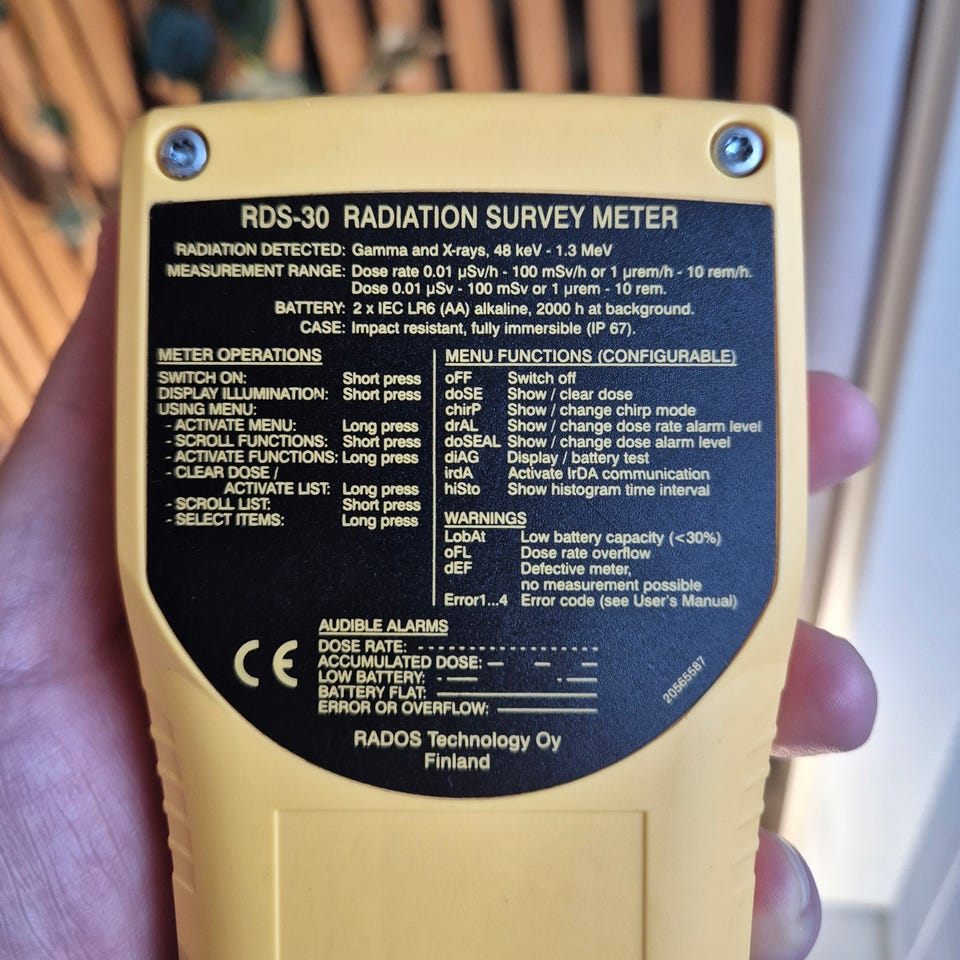 RDS-30 RADIATION SURVEY METER
RADIATION DETECTED: Gamma and X-rays, 48 keV - 1.3 MeV
MEASUREMENT RANGE: Dose rate 0.01 µSv/h - 100 mSv/h or 1 µrem/h - 10 rem/h.
Dose 0.01 µSv - 100 mSv or 1 µrem - 10 rem.
BATTERY: 2 x IEC LR6 (AA) alkaline, 2000 h at background.
CASE: Impact resistant, fully immersible (IP 67).
METER OPERATIONS
SWITCH ON: Short press
DISPLAY ILLUMINATION: Short press
USING MENU:
- ACTIVATE MENU: Long press
- SCROLL FUNCTIONS: Short press
- ACTIVATE FUNCTIONS: Long press
- CLEAR DOSE /
ACTIVATE LIST: Long press
- SCROLL LIST: Short press
- SELECT ITEMS: Long press
MENU FUNCTIONS (CONFIGURABLE)
oFF Switch off
doSE Show / clear dose
chirP Show / change chirp mode
drAL Show / change dose rate alarm level
doSEAL Show / change dose alarm level
diAG Display / battery test
irdA Activate IrDA communication
hiSto Show histogram time interval
WARNINGS
LobAt Low battery capacity (<30%)
oFL Dose rate overflow
dEF Defective meter,
no measurement possible
Error1...4 Error code (see User's Manual)
AUDIBLE ALARMS
DOSE RATE:
ACCUMULATED DOSE:
LOW BATTERY:
BATTERY FLAT:
ERROR OR OVERFLOW:
CE
20565587
RADOS Technology Oy
Finland